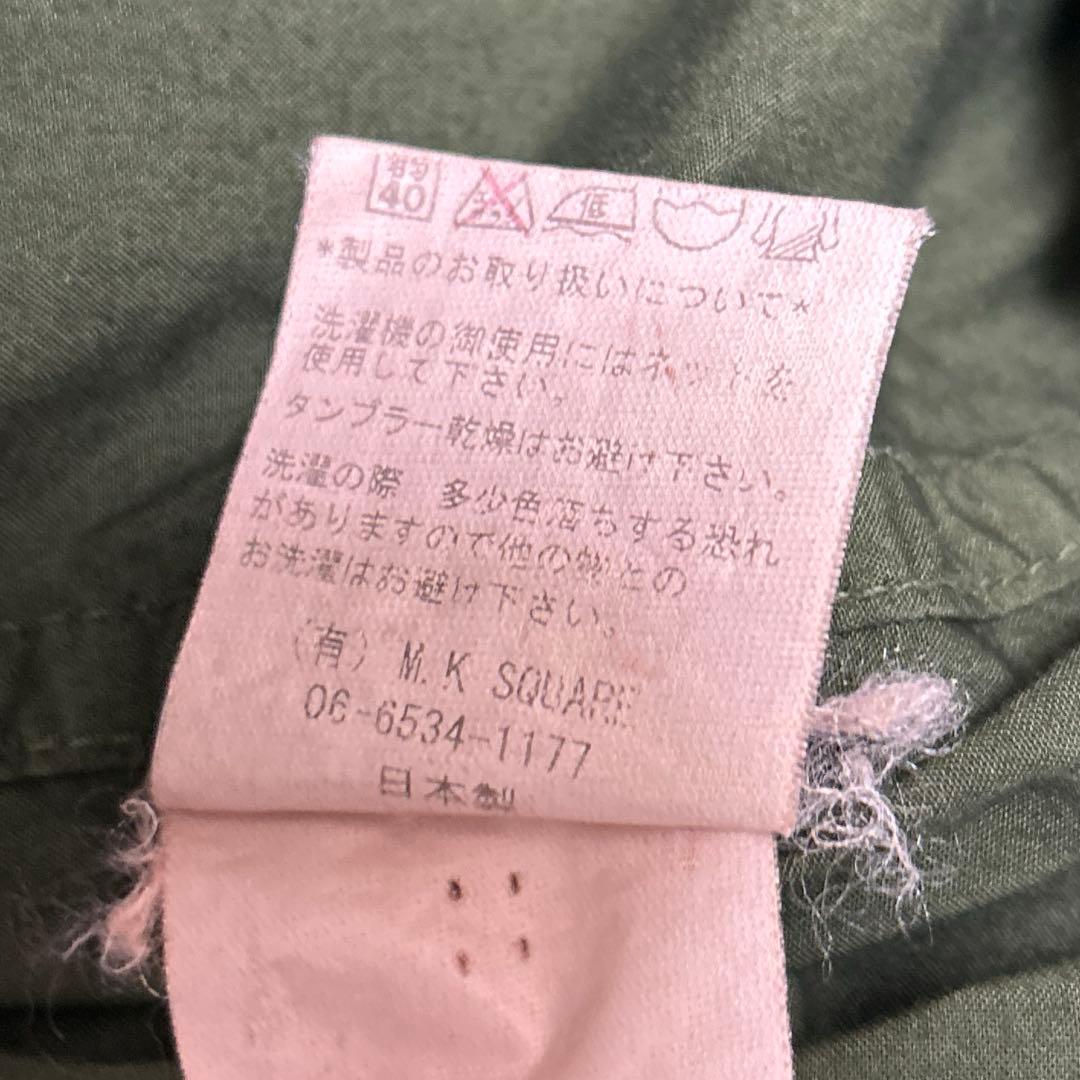 40
低
*製品のお取り扱いについて*
洗濯機の御使用にはネットを
使用して下さい。
タンブラー乾燥はお避け下さい。
洗濯の際 多少色落ちする恐れ
がありますので他の物との
お洗濯はお避け下さい。
(有) M.K SQUARE
06-6534-1177
日本製